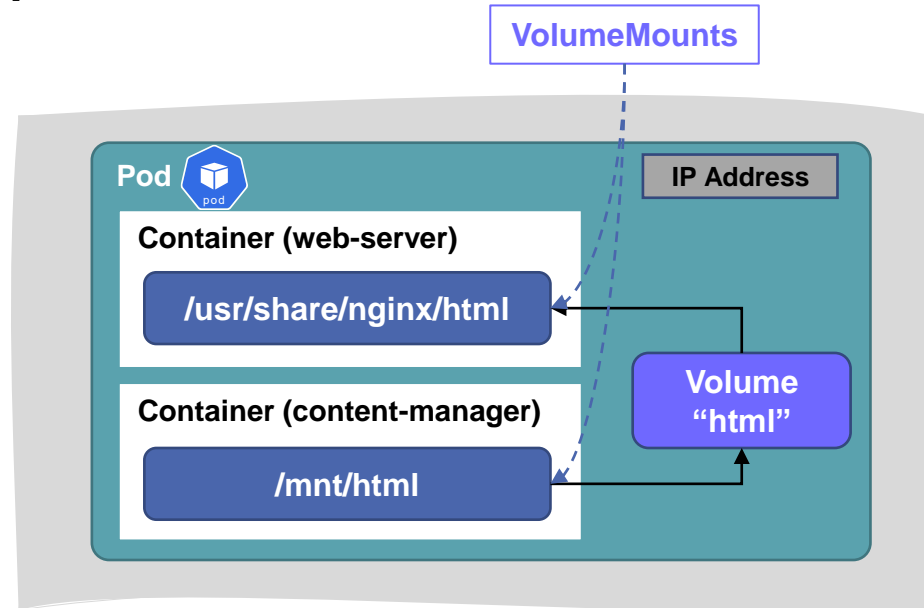 VolumeMounts
Pod
pod
IP Address
Container (web-server)
/usr/share/nginx/html
Container (content-manager)
/mnt/html
Volume
“html”